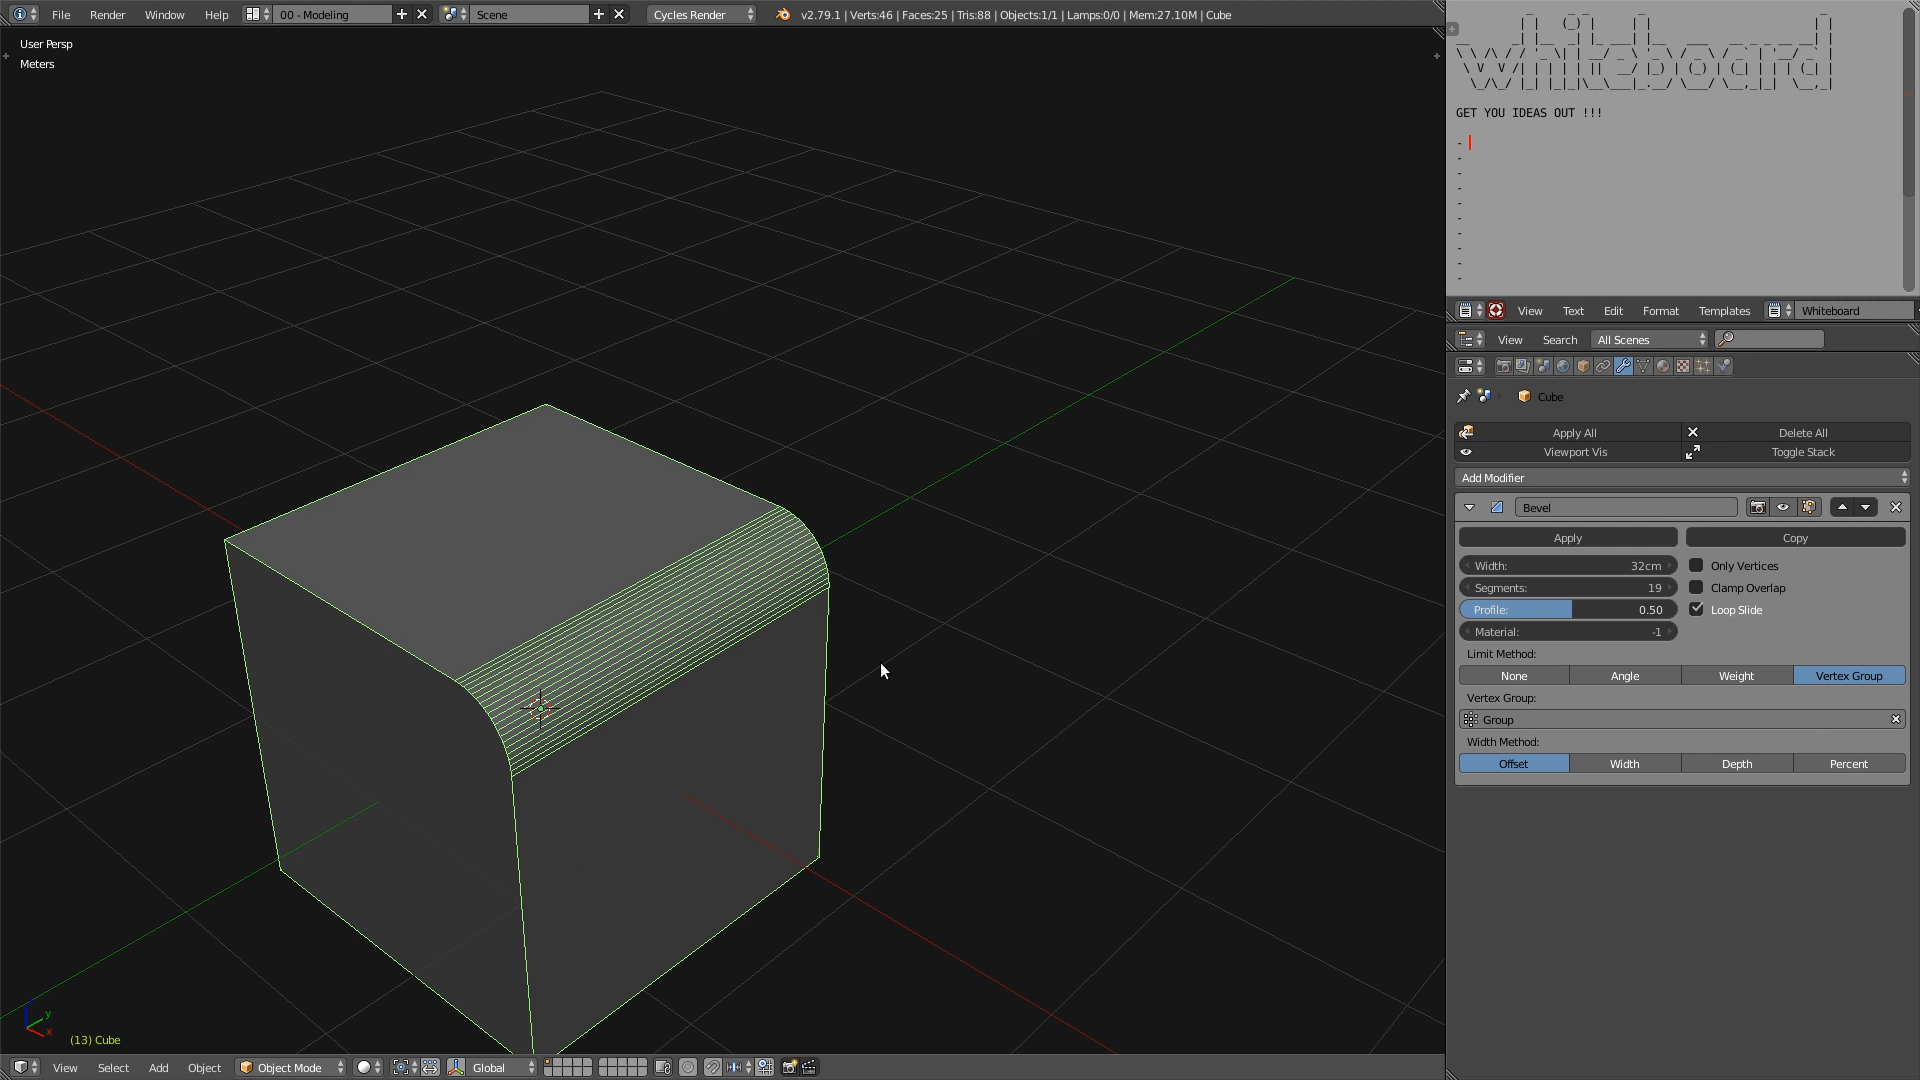 File Render Window Help 00 - Modeling Scene Cycles Render v2.79.1 | Verts:46 | Faces:25 | Tris:88 | Objects:1/1 | Lamps:0/0 | Mem:27.10M | Cube
User Persp
Meters
(13) Cube
View Select Add Object Object Mode Global
whiteboard
GET YOU IDEAS OUT !!!
-
-
-
-
-
-
-
-
-
-
View Text Edit Format Templates Whiteboard
View Search All Scenes
Cube
Apply All Delete All
Viewport Vis Toggle Stack
Add Modifier
Bevel
Apply Copy
Width: 32cm Only Vertices
Segments: 19 Clamp Overlap
Profile: 0.50 Loop Slide
Material: -1
Limit Method:
None Angle Weight Vertex Group
Vertex Group:
Group
Width Method:
Offset Width Depth Percent
z y x